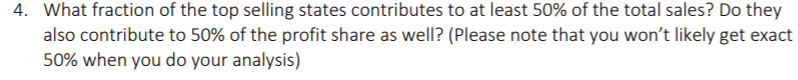 4. What fraction of the top selling states contributes to at least 50% of the total sales? Do they
also contribute to 50% of the profit share as well? (Please note that you won't likely get exact
50% when you do your analysis)